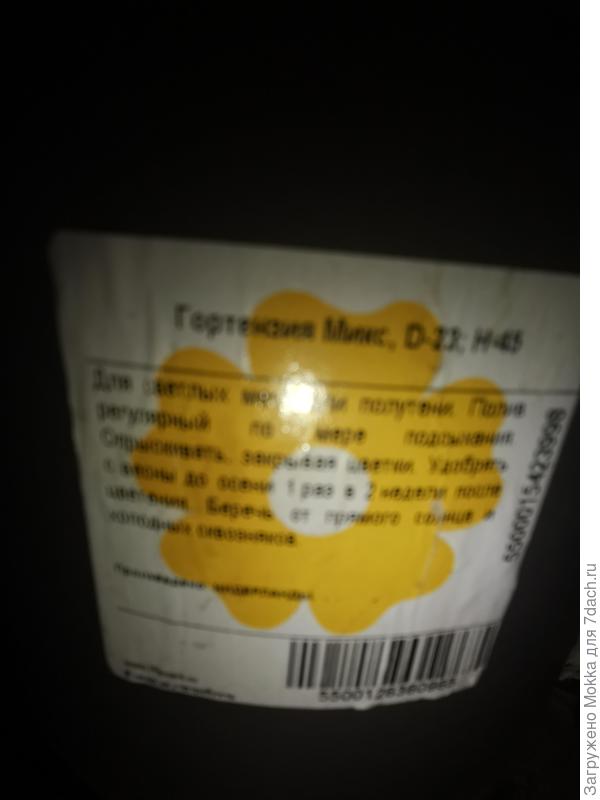 Гортензия Микс, D-23; H-45
Для светлых мест или полутени. Полив
регулярный по мере подсыхания.
Опрыскивать, закрывая цветки. Удобрять
с весны до осени 1 раз в 2 недели после
цветения. Беречь от прямого солнца и
холодных сквозняков.
5500015423998
Загружено Mokka для 7dach.ru